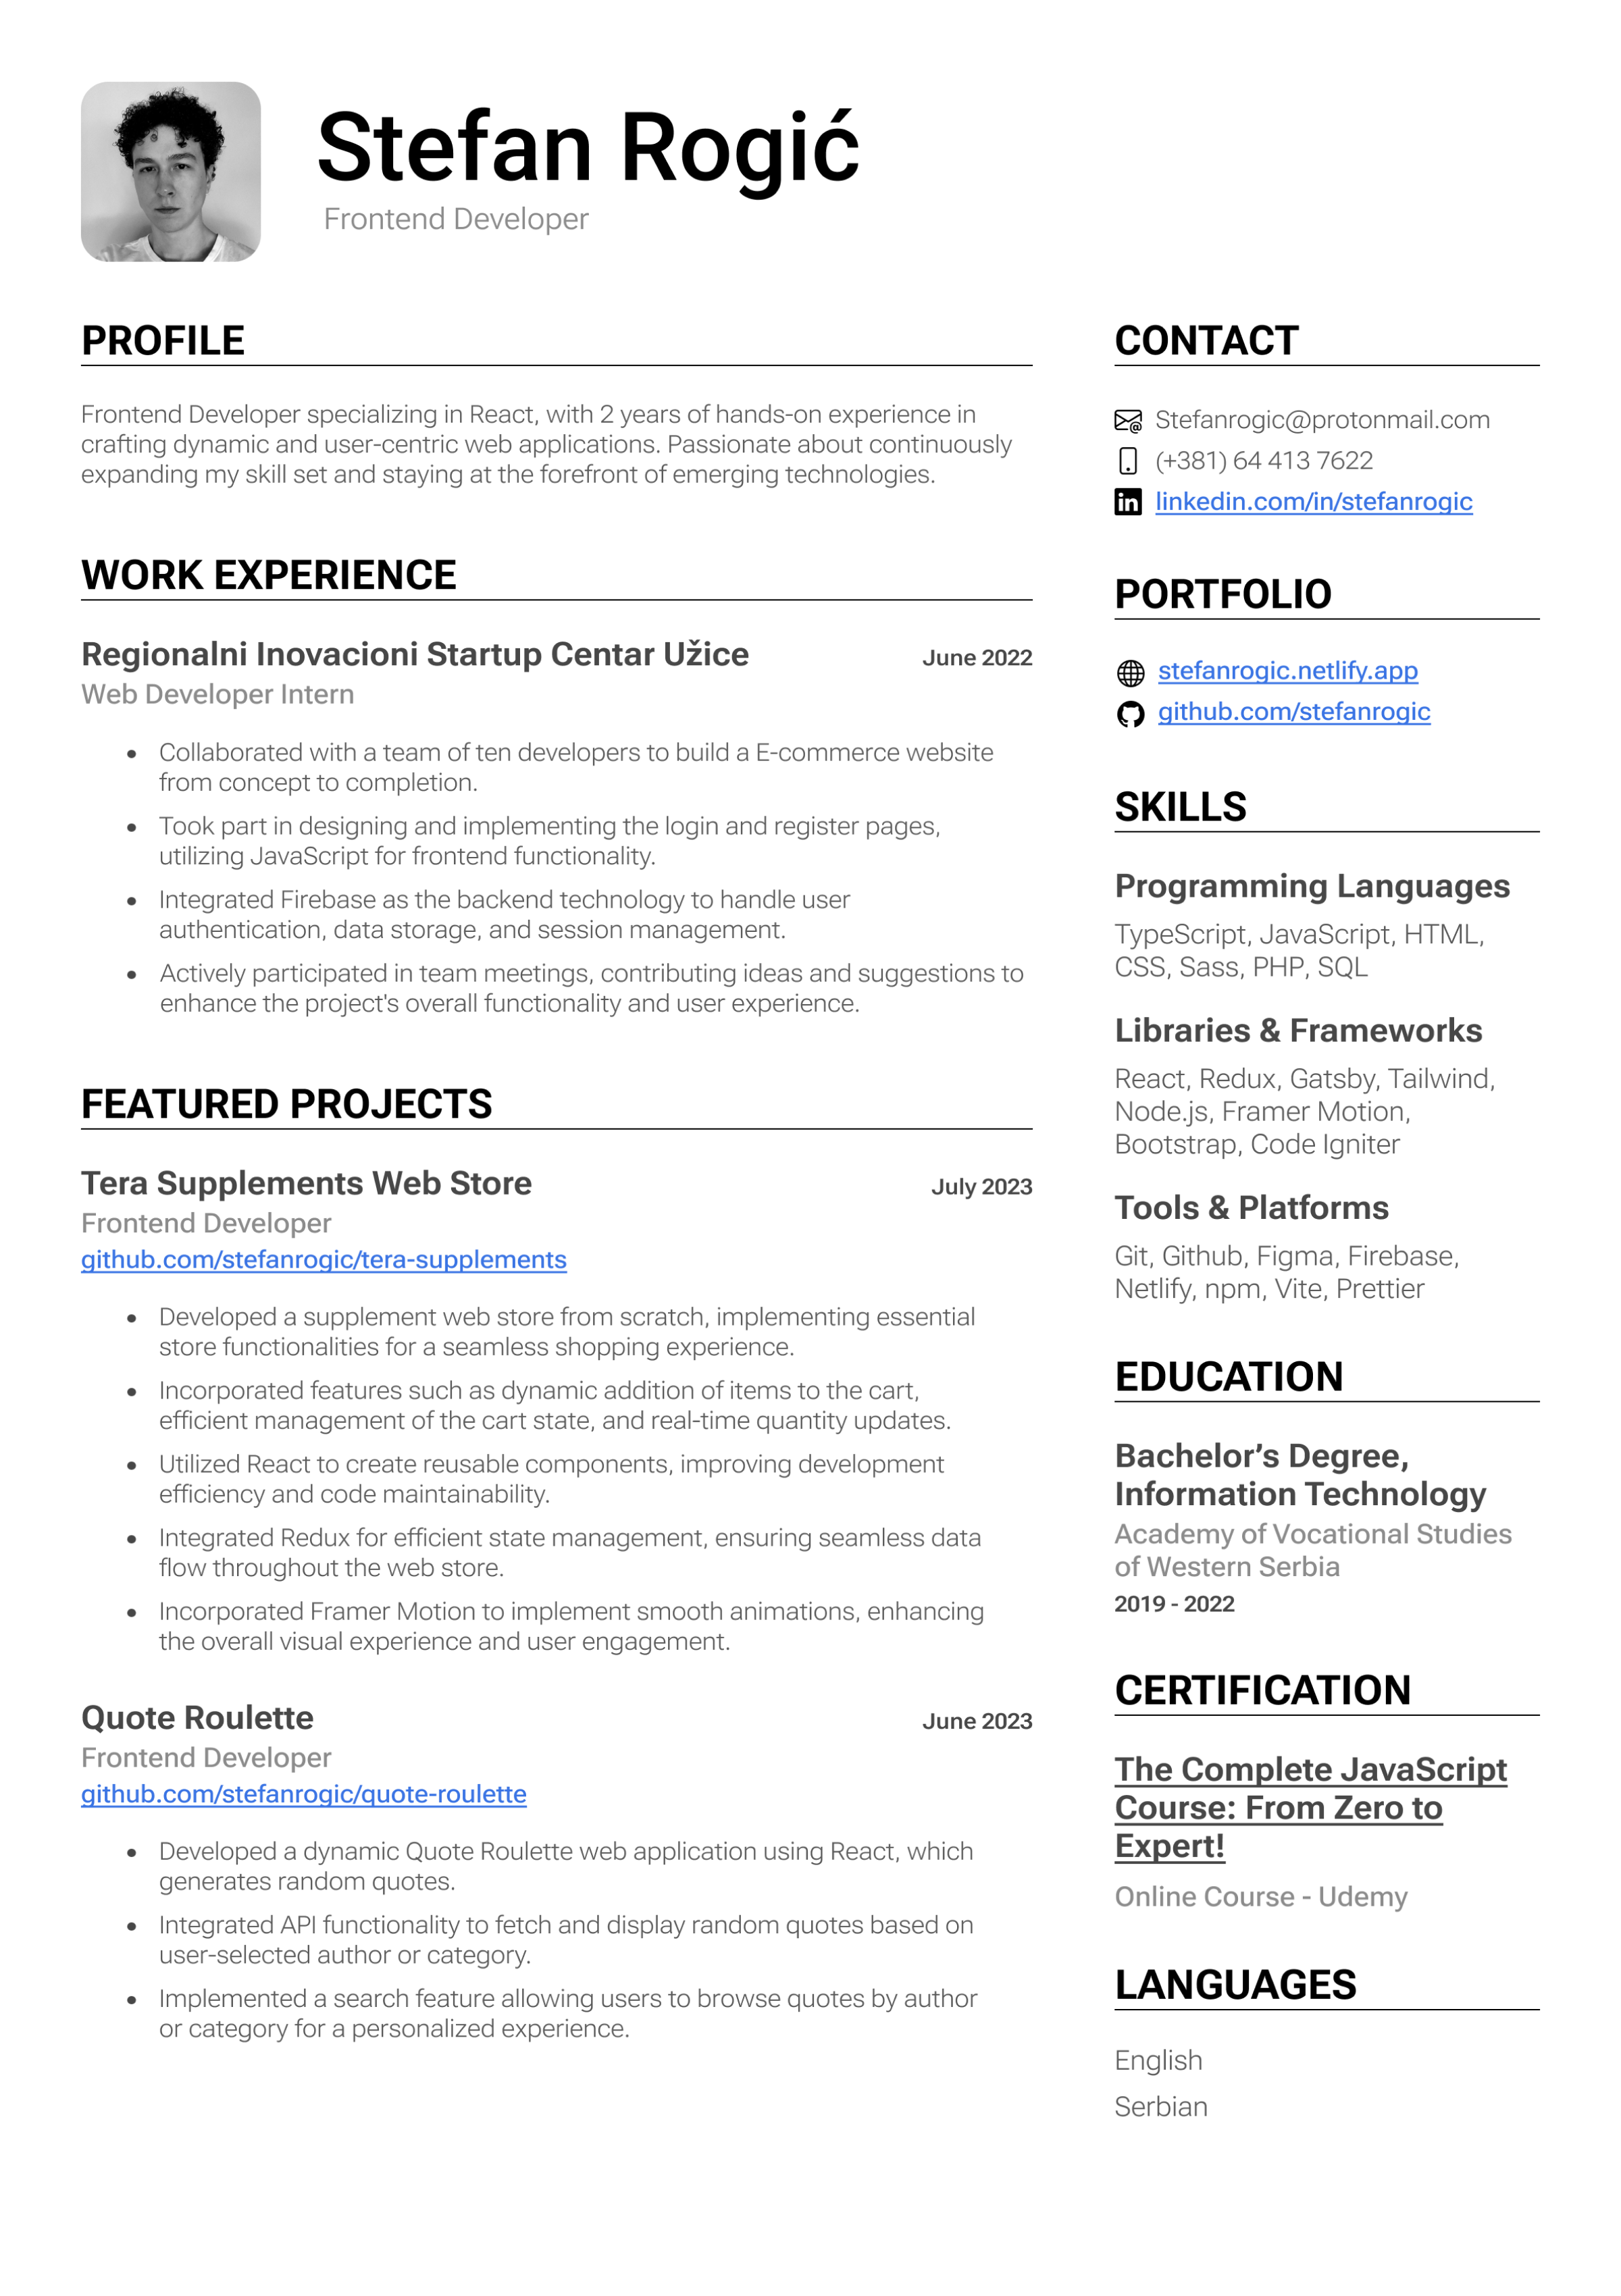 Stefan Rogić
Frontend Developer
PROFILE
Frontend Developer specializing in React, with 2 years of hands-on experience in
crafting dynamic and user-centric web applications. Passionate about continuously
expanding my skill set and staying at the forefront of emerging technologies.
WORK EXPERIENCE
Regionalni Inovacioni Startup Centar Užice
June 2022
Web Developer Intern
• Collaborated with a team of ten developers to build a E-commerce website
from concept to completion.
• Took part in designing and implementing the login and register pages,
utilizing JavaScript for frontend functionality.
• Integrated Firebase as the backend technology to handle user
authentication, data storage, and session management.
• Actively participated in team meetings, contributing ideas and suggestions to
enhance the project's overall functionality and user experience.
FEATURED PROJECTS
Tera Supplements Web Store
July 2023
Frontend Developer
github.com/stefanrogic/tera-supplements
• Developed a supplement web store from scratch, implementing essential
store functionalities for a seamless shopping experience.
• Incorporated features such as dynamic addition of items to the cart,
efficient management of the cart state, and real-time quantity updates.
• Utilized React to create reusable components, improving development
efficiency and code maintainability.
• Integrated Redux for efficient state management, ensuring seamless data
flow throughout the web store.
• Incorporated Framer Motion to implement smooth animations, enhancing
the overall visual experience and user engagement.
Quote Roulette
June 2023
Frontend Developer
github.com/stefanrogic/quote-roulette
• Developed a dynamic Quote Roulette web application using React, which
generates random quotes.
• Integrated API functionality to fetch and display random quotes based on
user-selected author or category.
• Implemented a search feature allowing users to browse quotes by author
or category for a personalized experience.
CONTACT
Stefanrogic@protonmail.com
(+381) 64 413 7622
linkedin.com/in/stefanrogic
PORTFOLIO
stefanrogic.netlify.app
github.com/stefanrogic
SKILLS
Programming Languages
TypeScript, JavaScript, HTML,
CSS, Sass, PHP, SQL
Libraries & Frameworks
React, Redux, Gatsby, Tailwind,
Node.js, Framer Motion,
Bootstrap, Code Igniter
Tools & Platforms
Git, Github, Figma, Firebase,
Netlify, npm, Vite, Prettier
EDUCATION
Bachelor’s Degree,
Information Technology
Academy of Vocational Studies
of Western Serbia
2019 - 2022
CERTIFICATION
The Complete JavaScript
Course: From Zero to
Expert!
Online Course - Udemy
LANGUAGES
English
Serbian